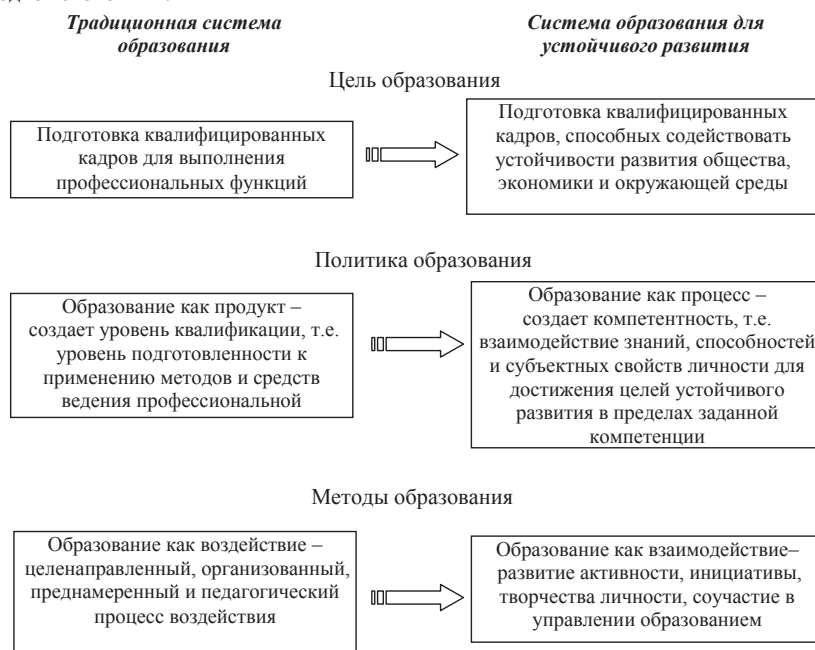 Традиционная система
образования
Система образования для
устойчивого развития
Цель образования
Подготовка квалифицированных
кадров для выполнения
профессиональных функций
Подготовка квалифицированных
кадров, способных содействовать
устойчивости развития общества,
экономики и окружающей среды
Политика образования
Образование как продукт –
создает уровень квалификации, т.е.
уровень подготовленности к
применению методов и средств
ведения профессиональной
Образование как процесс –
создает компетентность, т.е.
взаимодействие знаний, способностей
и субъектных свойств личности для
достижения целей устойчивого
развития в пределах заданной
компетенции
Методы образования
Образование как воздействие –
целенаправленный, организованный,
преднамеренный и педагогический
процесс воздействия
Образование как взаимодействие–
развитие активности, инициативы,
творчества личности, соучастие в
управлении образованием